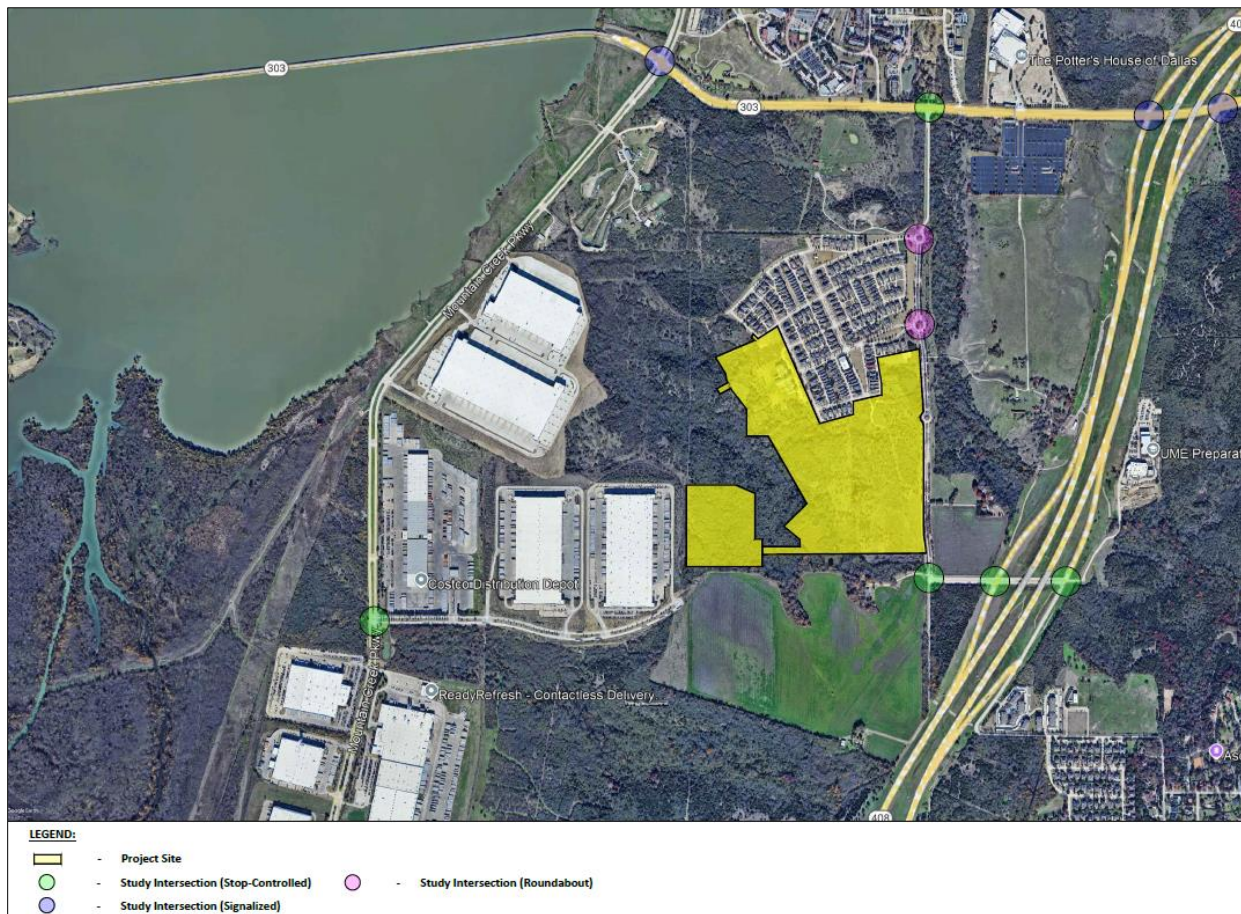 408
303
The Potter's House of Dallas
303
Mountain Creek Pkwy
UME Preparat
Costco Distribution Depot
Mountain Creek Pkwy
ReadyRefresh - Contactless Delivery
408
LEGEND:
- Project Site
- Study Intersection (Stop-Controlled) - Study Intersection (Roundabout)
- Study Intersection (Signalized)